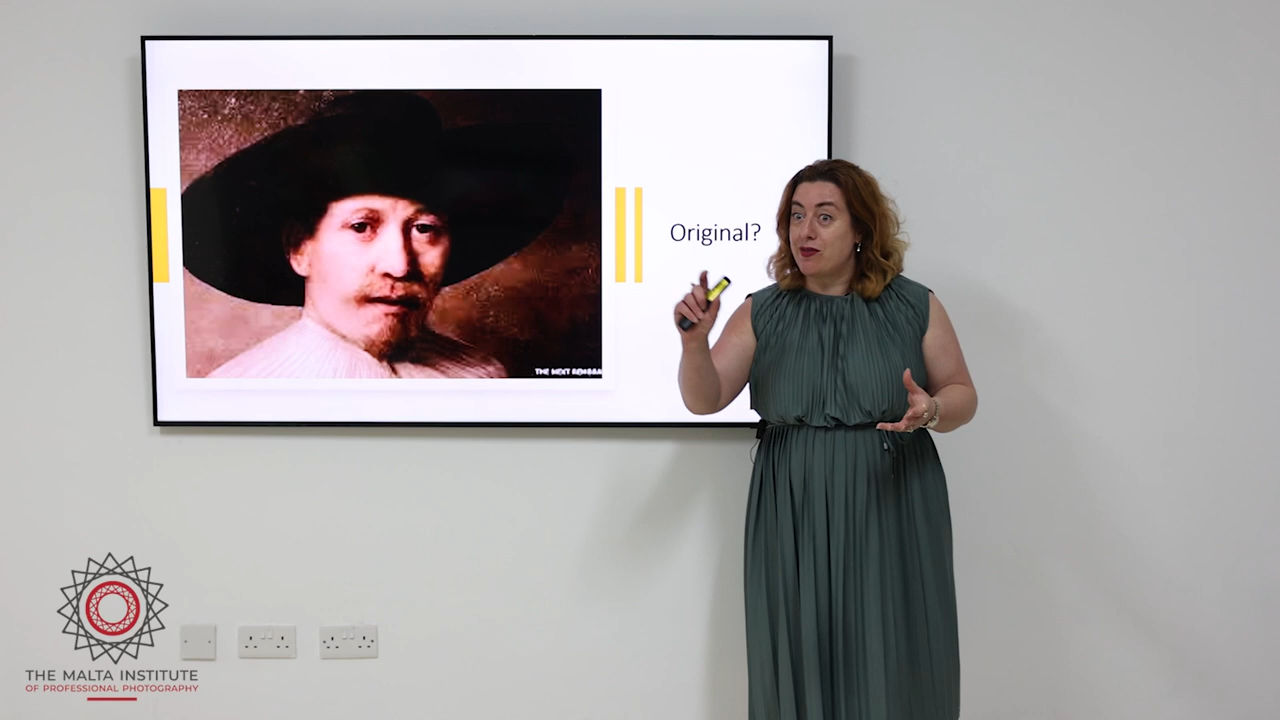 Original?
THE NEXT REMBRA
THE MALTA INSTITUTE
OF PROFESSIONAL PHOTOGRAPHY